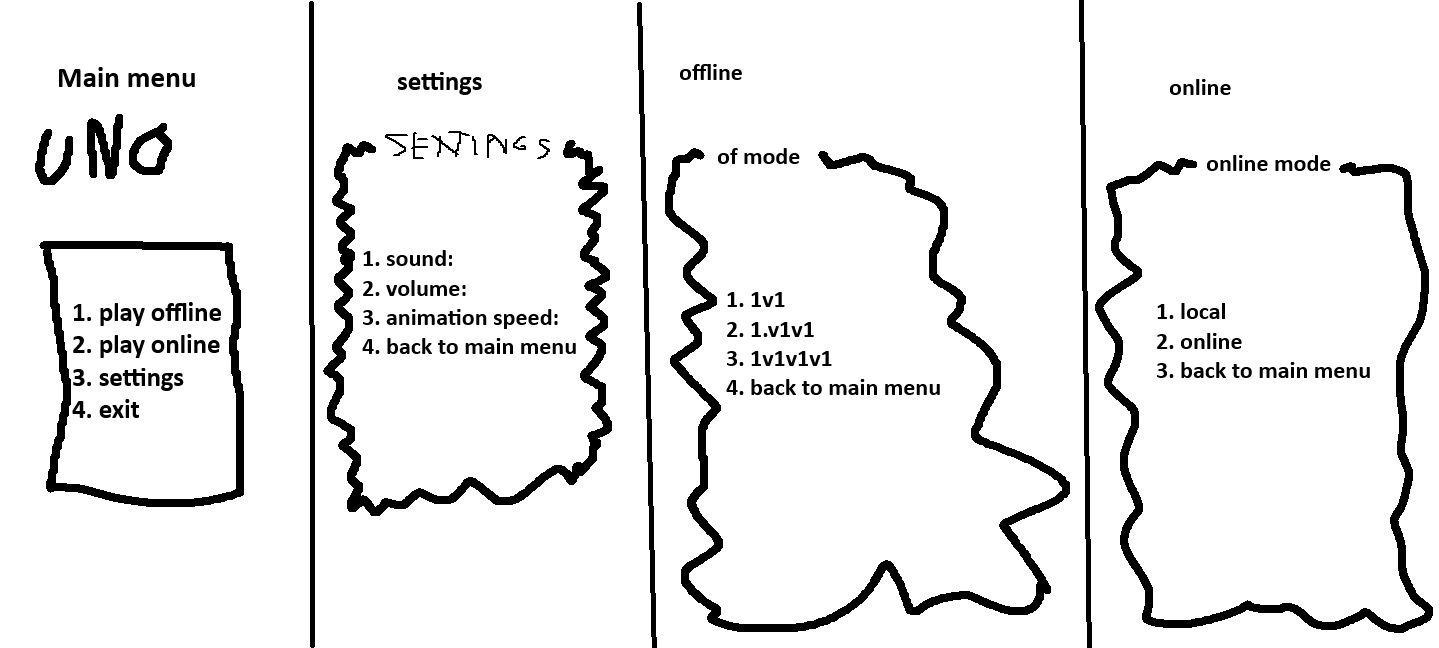 Main menu
UNO
1. play offline
2. play online
3. settings
4. exit
settings
SETTINGS
1. sound:
2. volume:
3. animation speed:
4. back to main menu
offline
of mode
1. 1v1
2. 1.v1v1
3. 1v1v1v1
4. back to main menu
online
online mode
1. local
2. online
3. back to main menu